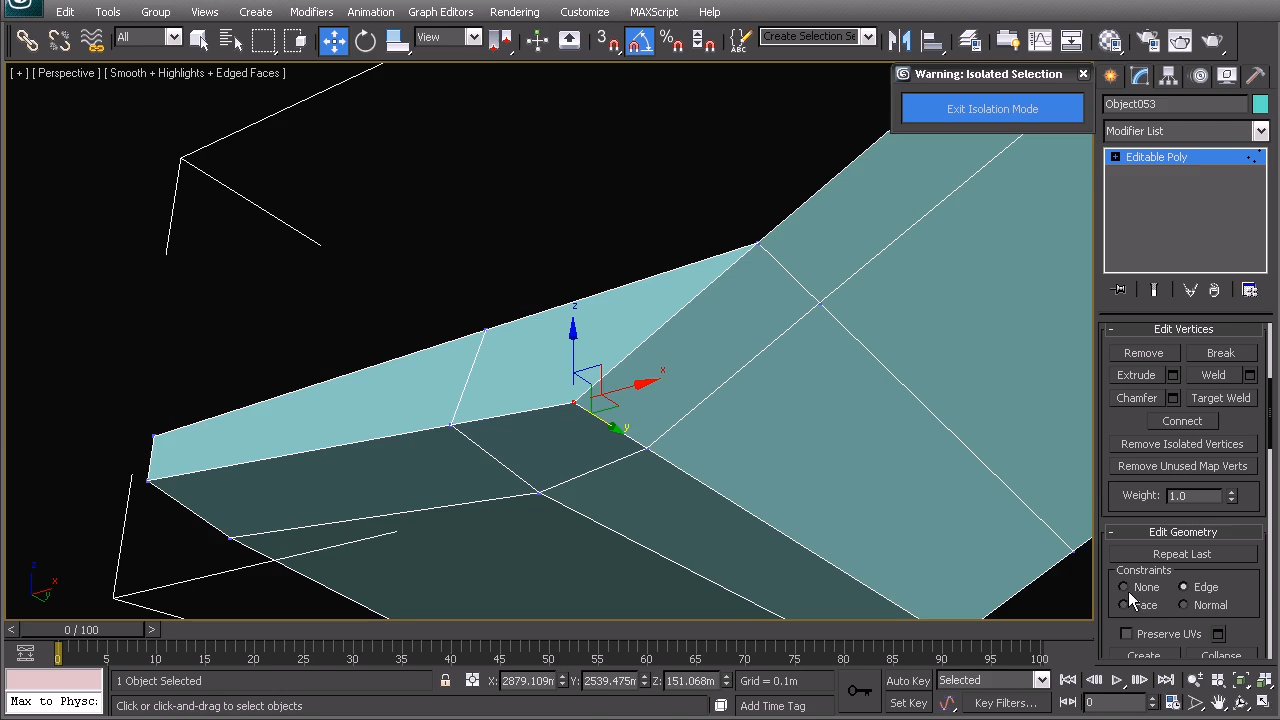 Edit Tools Group Views Create Modifiers Animation Graph Editors Rendering Customize MAXScript Help
All View 3 % ABC Create Selection Se
[ + ] [ Perspective ] [ Smooth + Highlights + Edged Faces ]
Warning: Isolated Selection
Exit Isolation Mode
Object053
Modifier List
Editable Poly
z
x
y
- Edit Vertices
Remove Break
Extrude Weld
Chamfer Target Weld
Connect
Remove Isolated Vertices
Remove Unused Map Verts
Weight: 1.0
- Edit Geometry
Repeat Last
Constraints
None Edge
Face Normal
Preserve UVs
Create Collapse
z
x
y
< 0 / 100 >
0 5 10 15 20 25 30 35 40 45 50 55 60 65 70 75 80 85 90 95 100
1 Object Selected X: 2879.109m Y: 2539.475m Z: 151.068m Grid = 0.1m Auto Key Selected
Max to Physc: Click or click-and-drag to select objects Add Time Tag Set Key Key Filters... 0